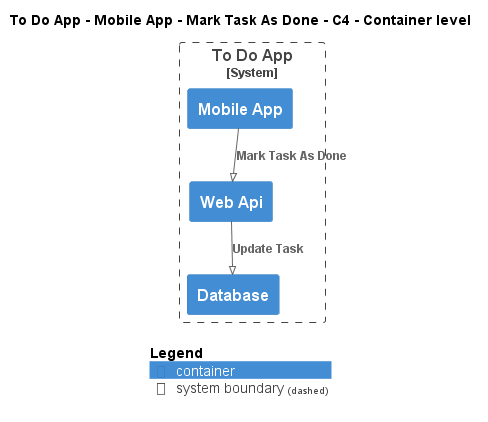 To Do App - Mobile App - Mark Task As Done - C4 - Container level
To Do App
[System]
Mobile App
Mark Task As Done
Web Api
Update Task
Database
Legend
container
system boundary (dashed)